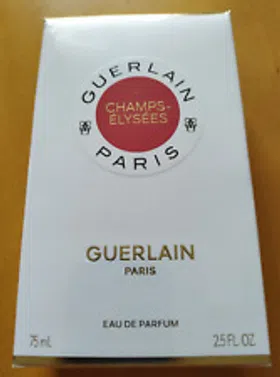 GUERLAIN
CHAMPS-
ÉLYSÉES
PARIS
GUERLAIN
PARIS
EAU DE PARFUM
75 mL 2.5 FL. OZ